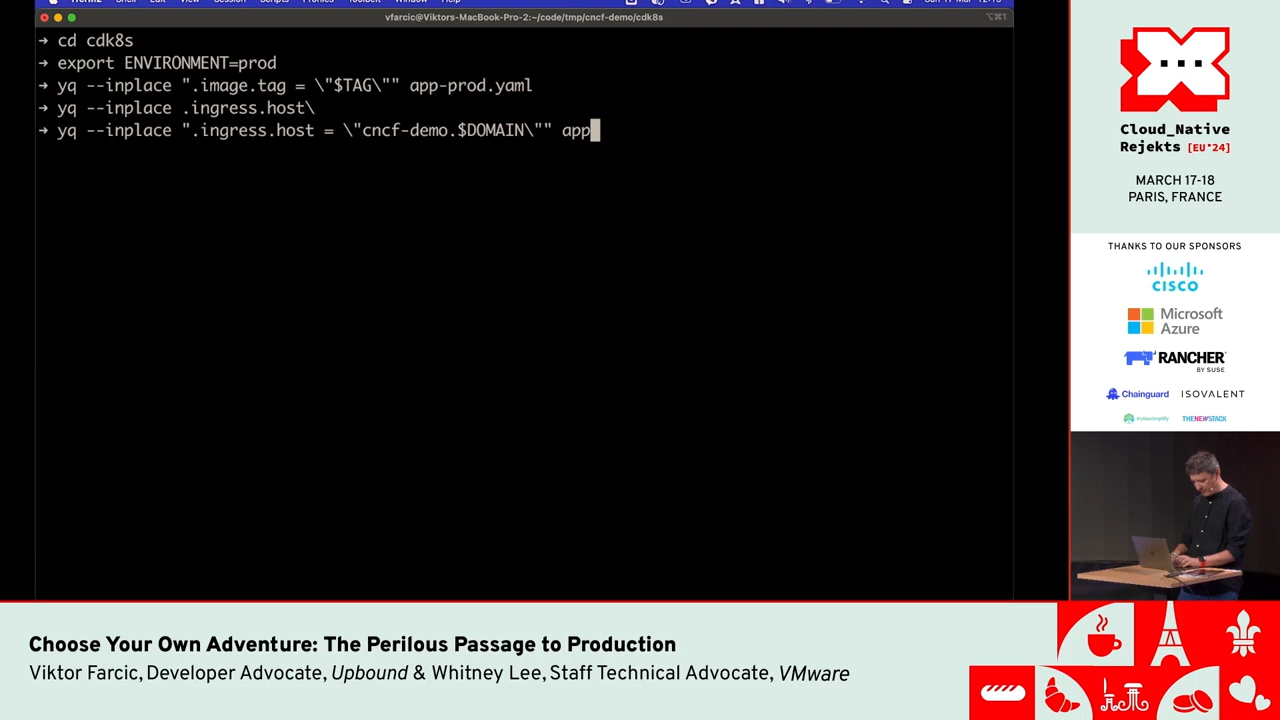 vfarcic@Viktors-MacBook-Pro-2:~/code/tmp/cncf-demo/cdk8s
⌥⌘1
→ cd cdk8s
→ export ENVIRONMENT=prod
→ yq --inplace ".image.tag = \"$TAG\"" app-prod.yaml
→ yq --inplace .ingress.host\
→ yq --inplace ".ingress.host = \"cncf-demo.$DOMAIN\"" app
Cloud_Native
Rejekts [EU'24]
MARCH 17-18
PARIS, FRANCE
THANKS TO OUR SPONSORS
CISCO
Microsoft
Azure
RANCHER
BY SUSE
Chainguard
ISOVALENT
THENEWSTACK
Choose Your Own Adventure: The Perilous Passage to Production
Viktor Farcic, Developer Advocate, Upbound & Whitney Lee, Staff Technical Advocate, VMware